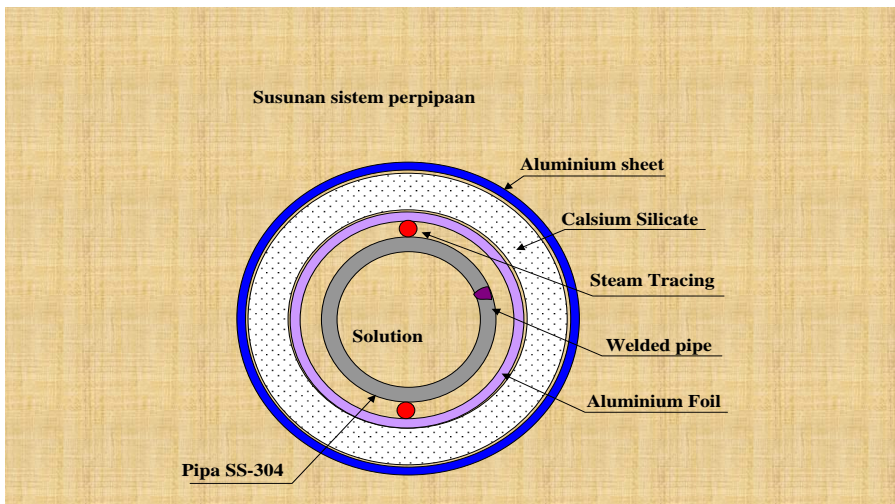 Susunan sistem perpipaan
Aluminium sheet
Calsium Silicate
Steam Tracing
Solution
Welded pipe
Aluminium Foil
Pipa SS-304